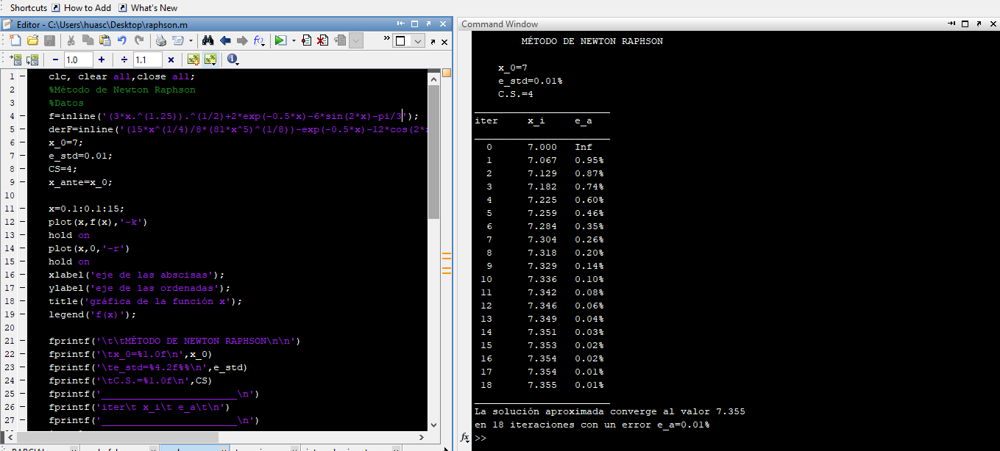 Shortcuts How to Add What's New
Editor - C:\Users\huasc\Desktop\raphson.m
1.0
1.1
1 clc, clear all,close all;
2 %Método de Newton Raphson
3 %Datos
4 f=inline('(3*x.^(1.25)).^(1/2)+2*exp(-0.5*x)-6*sin(2*x)-pi/3');
5 derF=inline('(15*x^(1/4)/8*(81*x^5)^(1/8))-exp(-0.5*x)-12*cos(2*x
6 x_0=7;
7 e_std=0.01;
8 CS=4;
9 x_ante=x_0;
10
11 x=0.1:0.1:15;
12 plot(x,f(x),'-k')
13 hold on
14 plot(x,0,'-r')
15 hold on
16 xlabel('eje de las abscisas');
17 ylabel('eje de las ordenadas');
18 title('gráfica de la función x');
19 legend('f(x)');
20
21 fprintf('\t\tMÉTODO DE NEWTON RAPHSON\n\n')
22 fprintf('\tx_0=%1.0f\n',x_0)
23 fprintf('\te_std=%4.2f%%\n',e_std)
24 fprintf('\tC.S.=%1.0f\n',CS)
25 fprintf('_______________________\n')
26 fprintf('iter\t x_i\t e_a\t\n')
27 fprintf('_______________________\n')
Command Window
MÉTODO DE NEWTON RAPHSON
x_0=7
e_std=0.01%
C.S.=4
_______________________
iter x_i e_a
_______________________
0 7.000 Inf
1 7.067 0.95%
2 7.129 0.87%
3 7.182 0.74%
4 7.225 0.60%
5 7.259 0.46%
6 7.284 0.35%
7 7.304 0.26%
8 7.318 0.20%
9 7.329 0.14%
10 7.336 0.10%
11 7.342 0.08%
12 7.346 0.06%
13 7.349 0.04%
14 7.351 0.03%
15 7.353 0.02%
16 7.354 0.02%
17 7.354 0.01%
18 7.355 0.01%
_______________________
La solución aproximada converge al valor 7.355
en 18 iteraciones con un error e_a=0.01%
fx >>